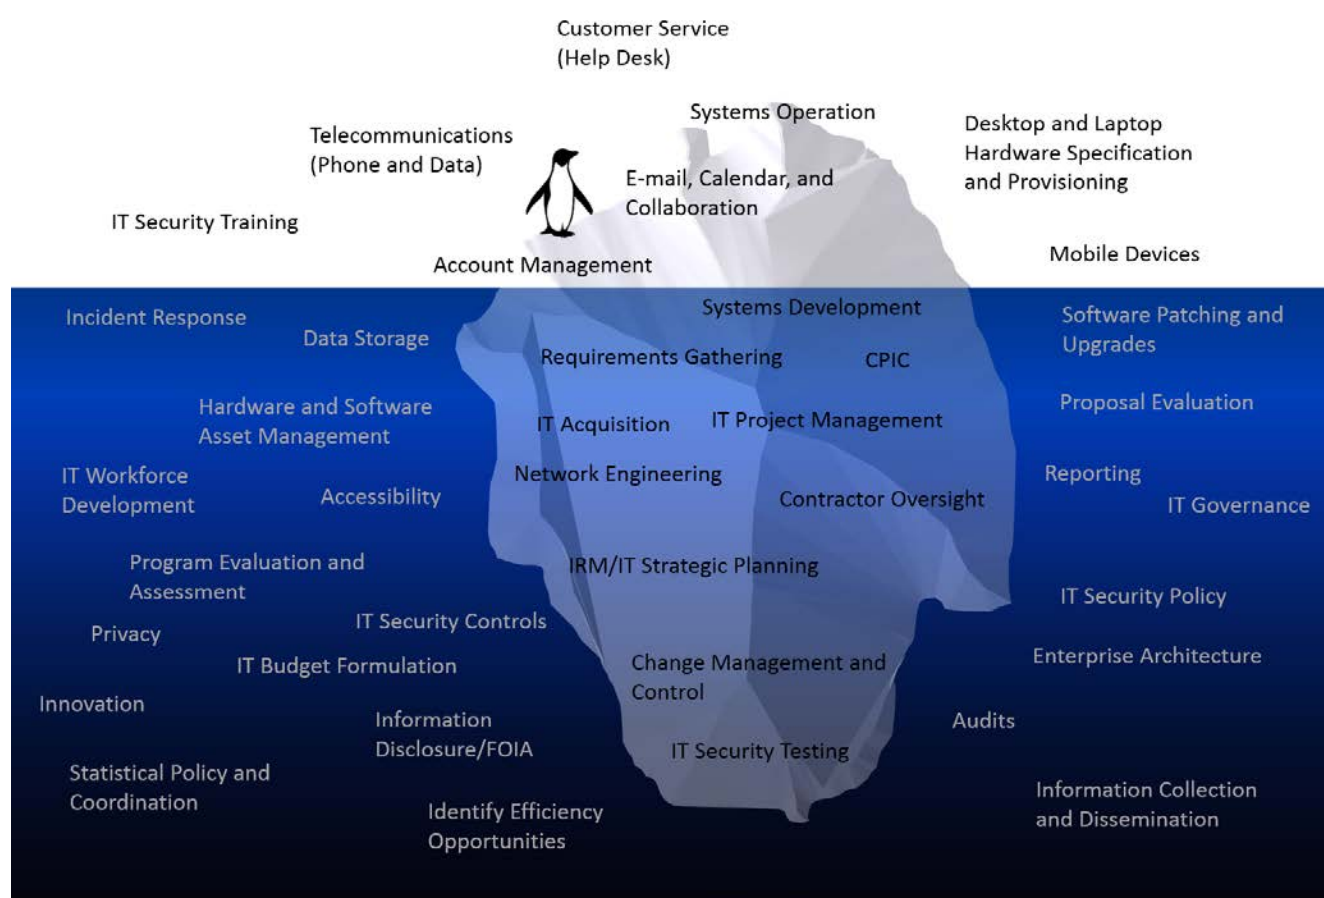 Customer Service
(Help Desk)
Systems Operation
Telecommunications
(Phone and Data)
Desktop and Laptop
Hardware Specification
and Provisioning
E-mail, Calendar, and
Collaboration
IT Security Training
Account Management
Mobile Devices
Incident Response
Data Storage
Systems Development
Software Patching and
Upgrades
Requirements Gathering
CPIC
Hardware and Software
Asset Management
IT Acquisition
IT Project Management
Proposal Evaluation
IT Workforce
Development
Accessibility
Network Engineering
Contractor Oversight
Reporting
IT Governance
Program Evaluation and
Assessment
IRM/IT Strategic Planning
IT Security Policy
Privacy
IT Security Controls
IT Budget Formulation
Change Management and
Control
Enterprise Architecture
Innovation
Information
Disclosure/FOIA
IT Security Testing
Audits
Statistical Policy and
Coordination
Identify Efficiency
Opportunities
Information Collection
and Dissemination